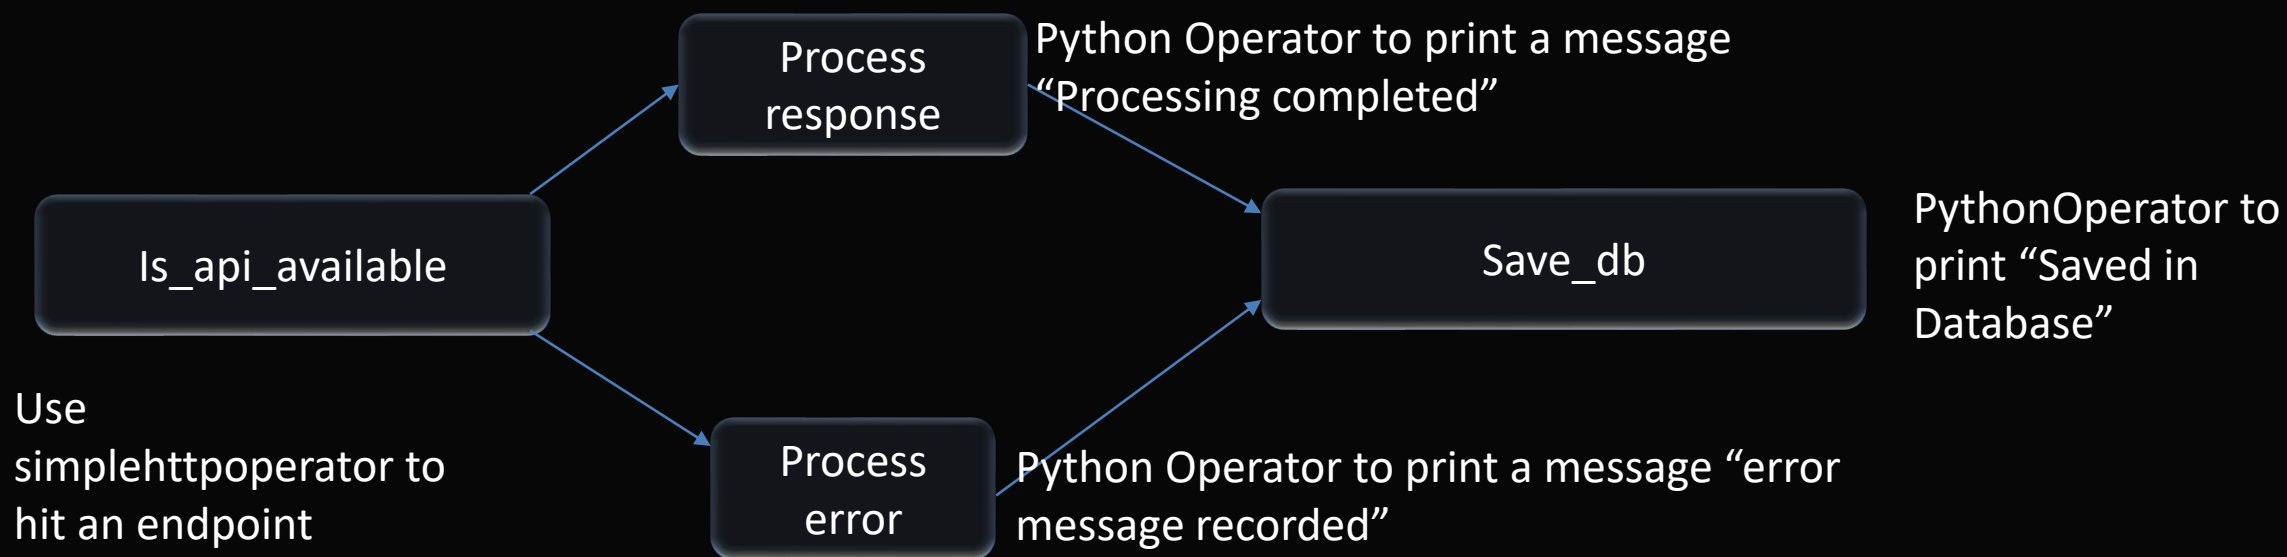 Process
response
Python Operator to print a message
“Processing completed”
Is_api_available
Save_db
PythonOperator to
print “Saved in
Database”
Use
simplehttpoperator to
hit an endpoint
Process
error
Python Operator to print a message “error
message recorded”